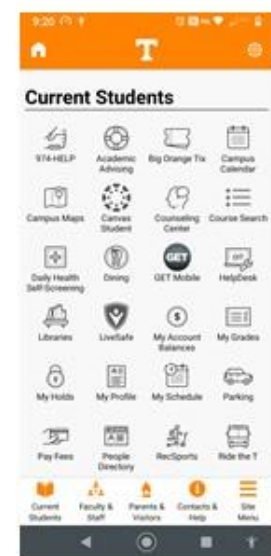 9:20
T
Current Students
974-HELP
Academic
Advising
Big Orange Tix
Campus
Calendar
Campus Maps
Canvas
Student
Counseling
Center
Course Search
Daily Health
Self-Screening
Dining
GET
GET Mobile
HelpDesk
Libraries
LiveSafe
My Account
Balances
My Grades
My Holds
My Profile
My Schedule
Parking
Pay Fees
People
Directory
RecSports
Ride the T
Current
Students
Faculty &
Staff
Parents &
Visitors
Contacts &
Help
Site
Menu